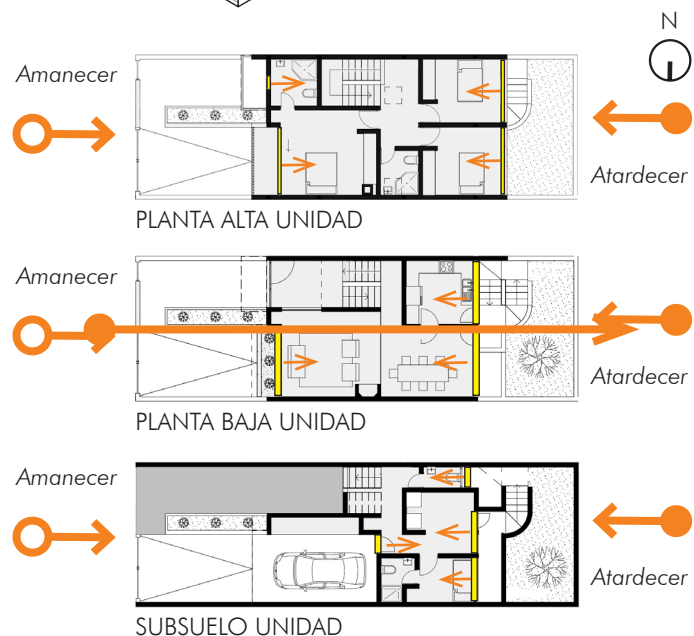 N
Amanecer
Atardecer
PLANTA ALTA UNIDAD
Amanecer
Atardecer
PLANTA BAJA UNIDAD
Amanecer
Atardecer
SUBSUELO UNIDAD